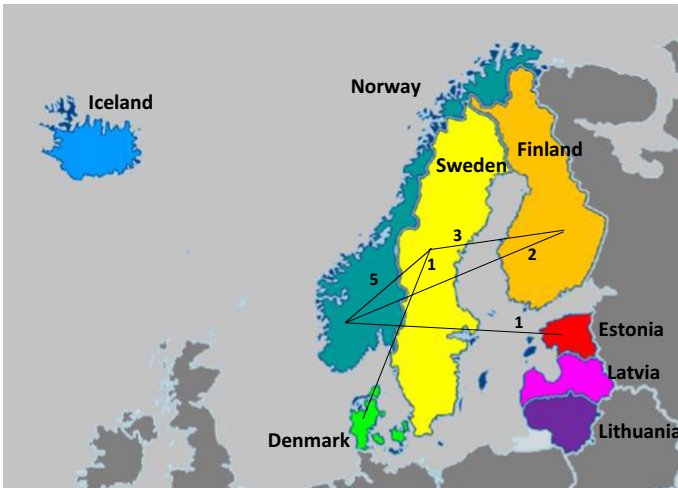 Norway
Iceland
Finland
Sweden
3
1
2
5
1
Estonia
Latvia
Denmark
Lithuania